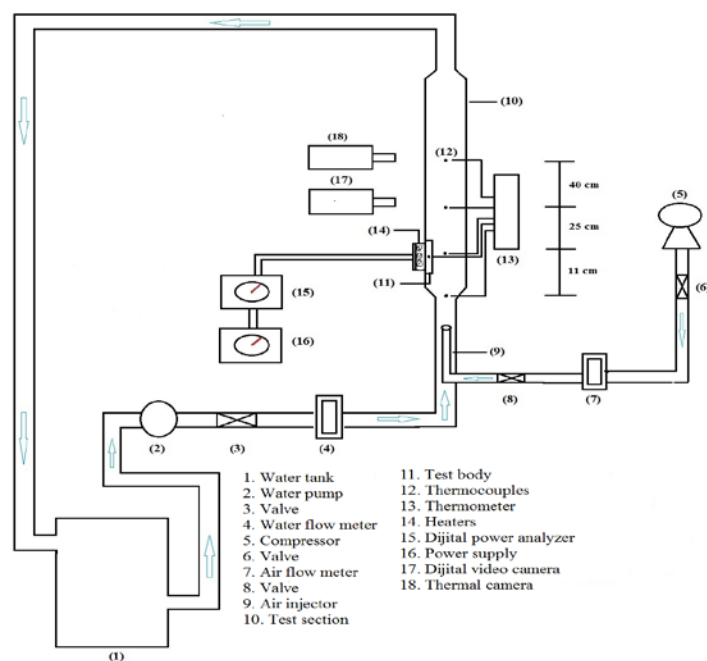 (10)
(18)
(12)
(17)
40 cm
(5)
(14)
25 cm
(13)
(6)
(11)
11 cm
(15)
(16)
(9)
(8)
(7)
(2)
(3)
(4)
1. Water tank
2. Water pump
3. Valve
4. Water flow meter
5. Compressor
6. Valve
7. Air flow meter
8. Valve
9. Air injector
10. Test section
11. Test body
12. Thermocouples
13. Thermometer
14. Heaters
15. Dijital power analyzer
16. Power supply
17. Dijital video camera
18. Thermal camera
(1)